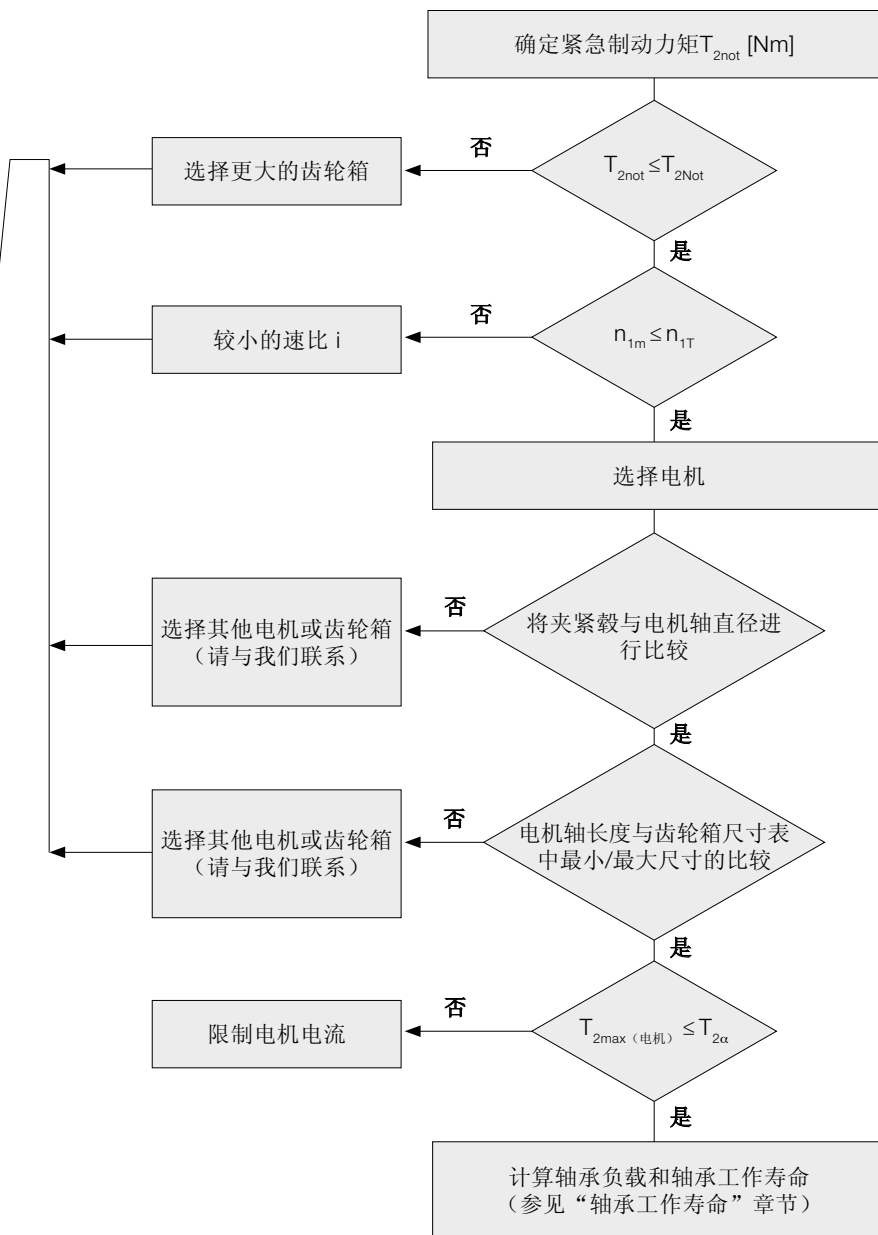 确定紧急制动力矩T2not [Nm]
否
T2not ≤T2Not
选择更大的齿轮箱
是
否
n1m ≤ n1T
较小的速比 i
是
选择电机
否
将夹紧毂与电机轴直径进
行比较
选择其他电机或齿轮箱
（请与我们联系）
是
否
电机轴长度与齿轮箱尺寸表
中最小/最大尺寸的比较
选择其他电机或齿轮箱
（请与我们联系）
是
否
T2max（电机） ≤ T2α
限制电机电流
是
计算轴承负载和轴承工作寿命
（参见“轴承工作寿命”章节）